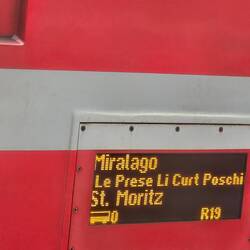 Miralago
Le Prese Li Curt Poschi
St. Moritz
0 R19